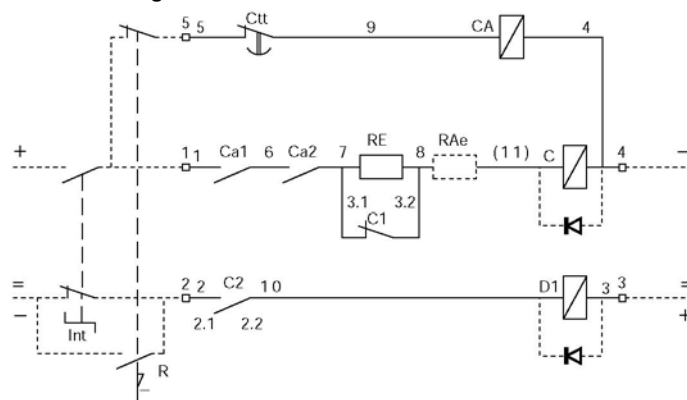 5 5 Ctt 9 CA 4
+ 1 1 Ca1 6 Ca2 7 RE 8 RAe (11) C 4 −
3.1 C1 3.2
= 2 2 C2 10 D1 3 3 =
− 2.1 2.2 +
Int
R